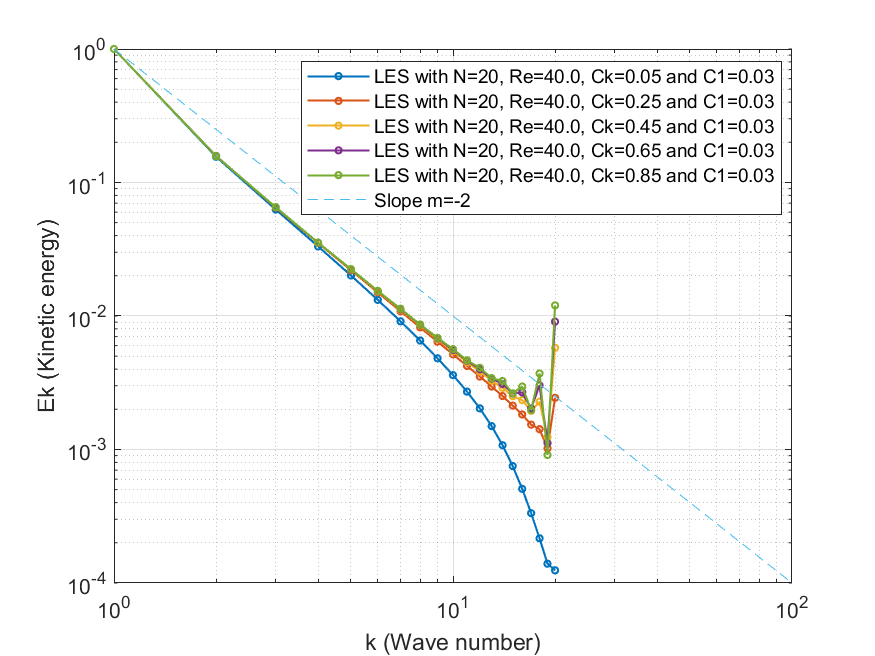 10^0
10^-1
10^-2
10^-3
10^-4
Ek (Kinetic energy)
LES with N=20, Re=40.0, Ck=0.05 and C1=0.03
LES with N=20, Re=40.0, Ck=0.25 and C1=0.03
LES with N=20, Re=40.0, Ck=0.45 and C1=0.03
LES with N=20, Re=40.0, Ck=0.65 and C1=0.03
LES with N=20, Re=40.0, Ck=0.85 and C1=0.03
Slope m=-2
10^0 10^1 10^2
k (Wave number)